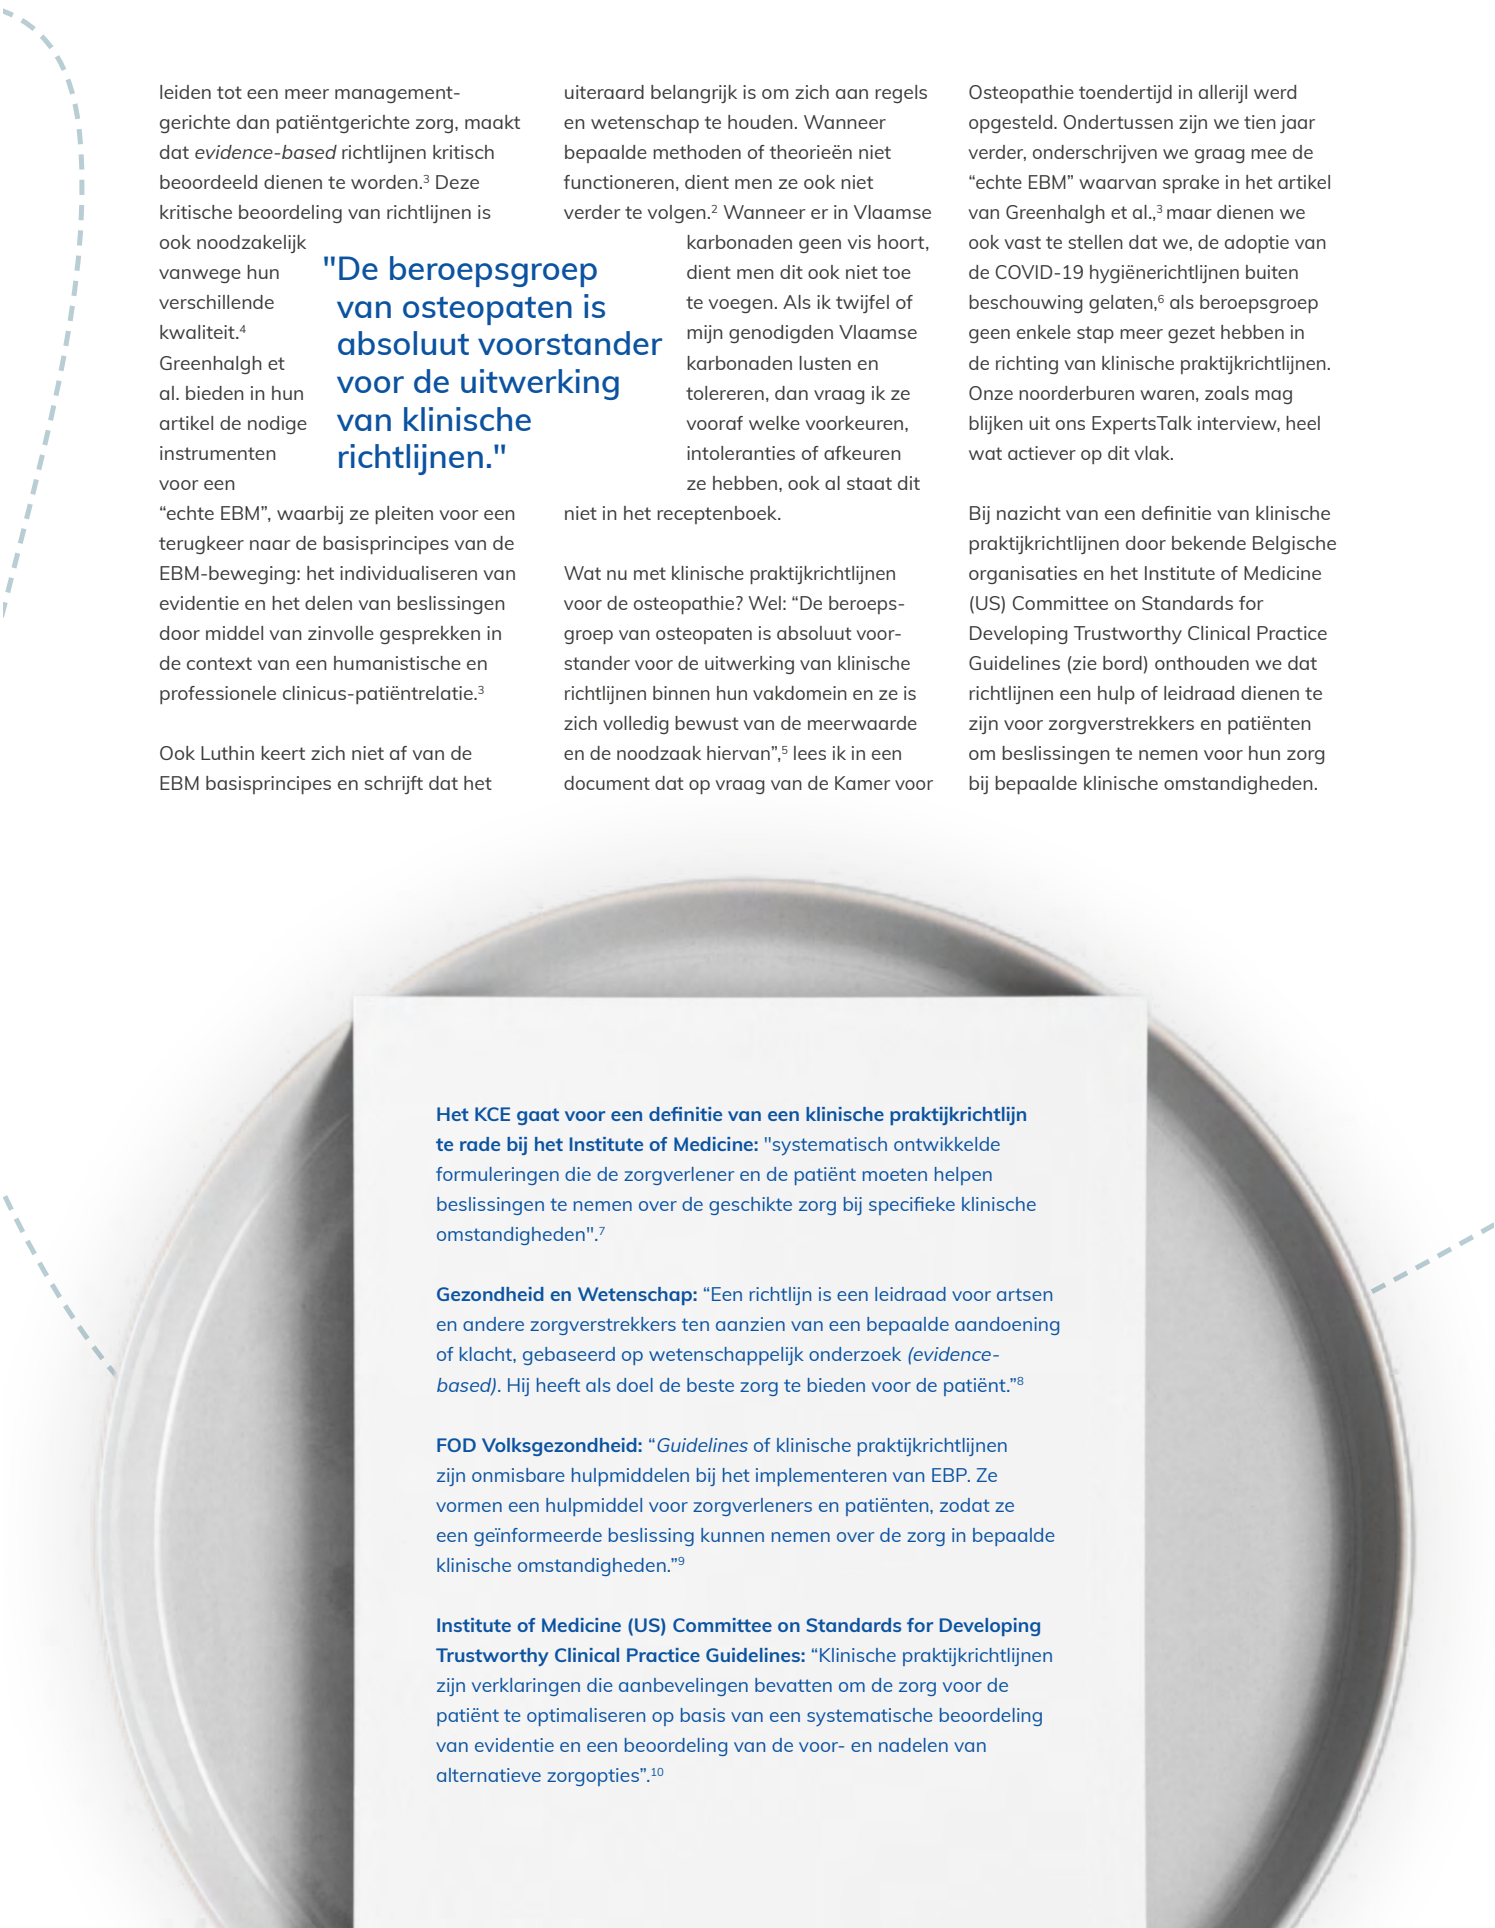 leiden tot een meer management-
gerichte dan patiëntgerichte zorg, maakt
dat evidence-based richtlijnen kritisch
beoordeeld dienen te worden.³ Deze
kritische beoordeling van richtlijnen is
ook noodzakelijk
vanwege hun
verschillende
kwaliteit.⁴
Greenhalgh et
al. bieden in hun
artikel de nodige
instrumenten
voor een
“echte EBM”, waarbij ze pleiten voor een
terugkeer naar de basisprincipes van de
EBM-beweging: het individualiseren van
evidentie en het delen van beslissingen
door middel van zinvolle gesprekken in
de context van een humanistische en
professionele clinicus-patiëntrelatie.³
Ook Luthin keert zich niet af van de
EBM basisprincipes en schrijft dat het
"De beroepsgroep
van osteopaten is
absoluut voorstander
voor de uitwerking
van klinische
richtlijnen."
uiteraard belangrijk is om zich aan regels
en wetenschap te houden. Wanneer
bepaalde methoden of theorieën niet
functioneren, dient men ze ook niet
verder te volgen.² Wanneer er in Vlaamse
karbonaden geen vis hoort,
dient men dit ook niet toe
te voegen. Als ik twijfel of
mijn genodigden Vlaamse
karbonaden lusten en
tolereren, dan vraag ik ze
vooraf welke voorkeuren,
intoleranties of afkeuren
ze hebben, ook al staat dit
niet in het receptenboek.
Wat nu met klinische praktijkrichtlijnen
voor de osteopathie? Wel: “De beroeps-
groep van osteopaten is absoluut voor-
stander voor de uitwerking van klinische
richtlijnen binnen hun vakdomein en ze is
zich volledig bewust van de meerwaarde
en de noodzaak hiervan”,⁵ lees ik in een
document dat op vraag van de Kamer voor
Osteopathie toendertijd in allerijl werd
opgesteld. Ondertussen zijn we tien jaar
verder, onderschrijven we graag mee de
“echte EBM” waarvan sprake in het artikel
van Greenhalgh et al.,³ maar dienen we
ook vast te stellen dat we, de adoptie van
de COVID-19 hygiënerichtlijnen buiten
beschouwing gelaten,⁶ als beroepsgroep
geen enkele stap meer gezet hebben in
de richting van klinische praktijkrichtlijnen.
Onze noorderburen waren, zoals mag
blijken uit ons ExpertsTalk interview, heel
wat actiever op dit vlak.
Bij nazicht van een definitie van klinische
praktijkrichtlijnen door bekende Belgische
organisaties en het Institute of Medicine
(US) Committee on Standards for
Developing Trustworthy Clinical Practice
Guidelines (zie bord) onthouden we dat
richtlijnen een hulp of leidraad dienen te
zijn voor zorgverstrekkers en patiënten
om beslissingen te nemen voor hun zorg
bij bepaalde klinische omstandigheden.
Het KCE gaat voor een definitie van een klinische praktijkrichtlijn
te rade bij het Institute of Medicine: "systematisch ontwikkelde
formuleringen die de zorgverlener en de patiënt moeten helpen
beslissingen te nemen over de geschikte zorg bij specifieke klinische
omstandigheden".⁷
Gezondheid en Wetenschap: “Een richtlijn is een leidraad voor artsen
en andere zorgverstrekkers ten aanzien van een bepaalde aandoening
of klacht, gebaseerd op wetenschappelijk onderzoek (evidence-
based). Hij heeft als doel de beste zorg te bieden voor de patiënt.”⁸
FOD Volksgezondheid: “Guidelines of klinische praktijkrichtlijnen
zijn onmisbare hulpmiddelen bij het implementeren van EBP. Ze
vormen een hulpmiddel voor zorgverleners en patiënten, zodat ze
een geïnformeerde beslissing kunnen nemen over de zorg in bepaalde
klinische omstandigheden.”⁹
Institute of Medicine (US) Committee on Standards for Developing
Trustworthy Clinical Practice Guidelines: “Klinische praktijkrichtlijnen
zijn verklaringen die aanbevelingen bevatten om de zorg voor de
patiënt te optimaliseren op basis van een systematische beoordeling
van evidentie en een beoordeling van de voor- en nadelen van
alternatieve zorgopties”.¹⁰